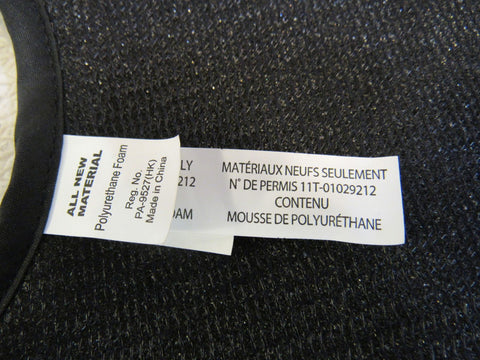 ALL NEW
MATERIAL
Polyurethane Foam
Reg. No.
PA-9527(HK)
Made in China
LY
212
AM
MATÉRIAUX NEUFS SEULEMENT
N° DE PERMIS 11T-01029212
CONTENU
MOUSSE DE POLYURÉTHANE